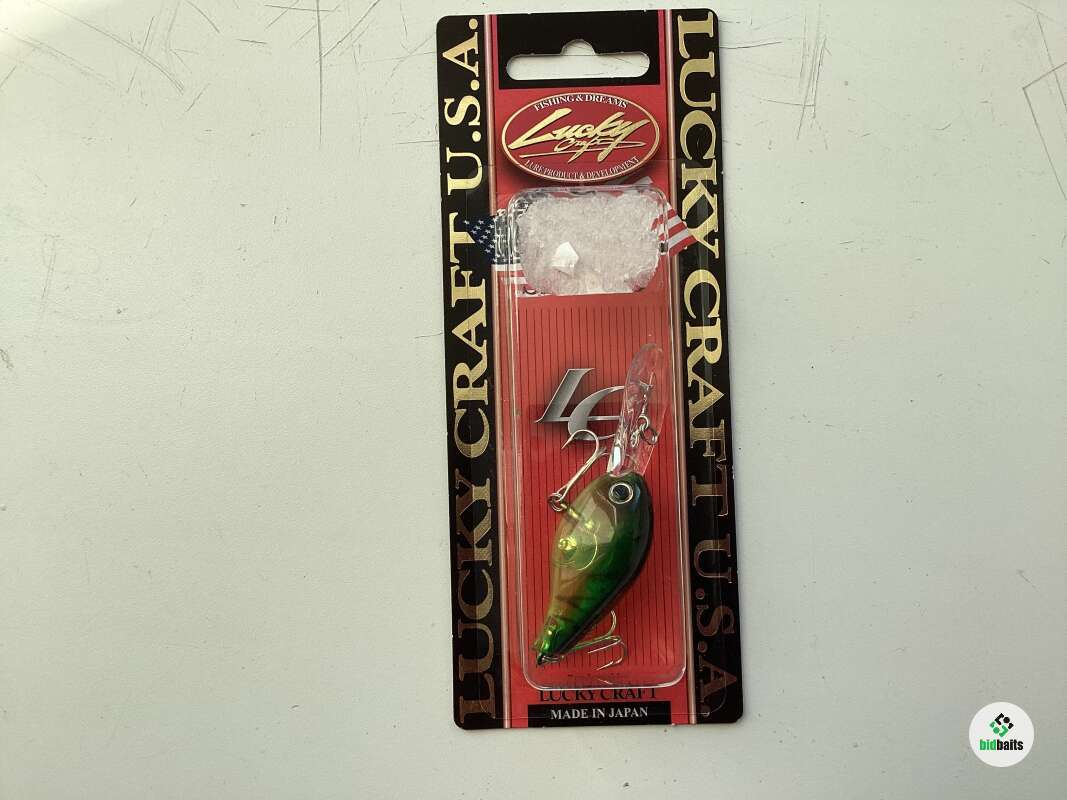 LUCKY CRAFT U.S.A.
FISHING & DREAMS
Lucky
Craft
LURE PRODUCT & DEVELOPMENT
LC
LUCKY CRAFT
MADE IN JAPAN
LUCKY CRAFT U.S.A.
bidbaits